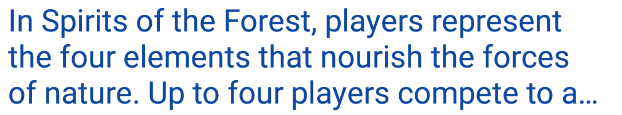 In Spirits of the Forest, players represent
the four elements that nourish the forces
of nature. Up to four players compete to a...